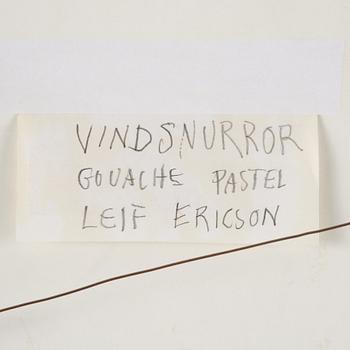 VINDSNURROR
GOUACHE PASTEL
LEIF ERICSON